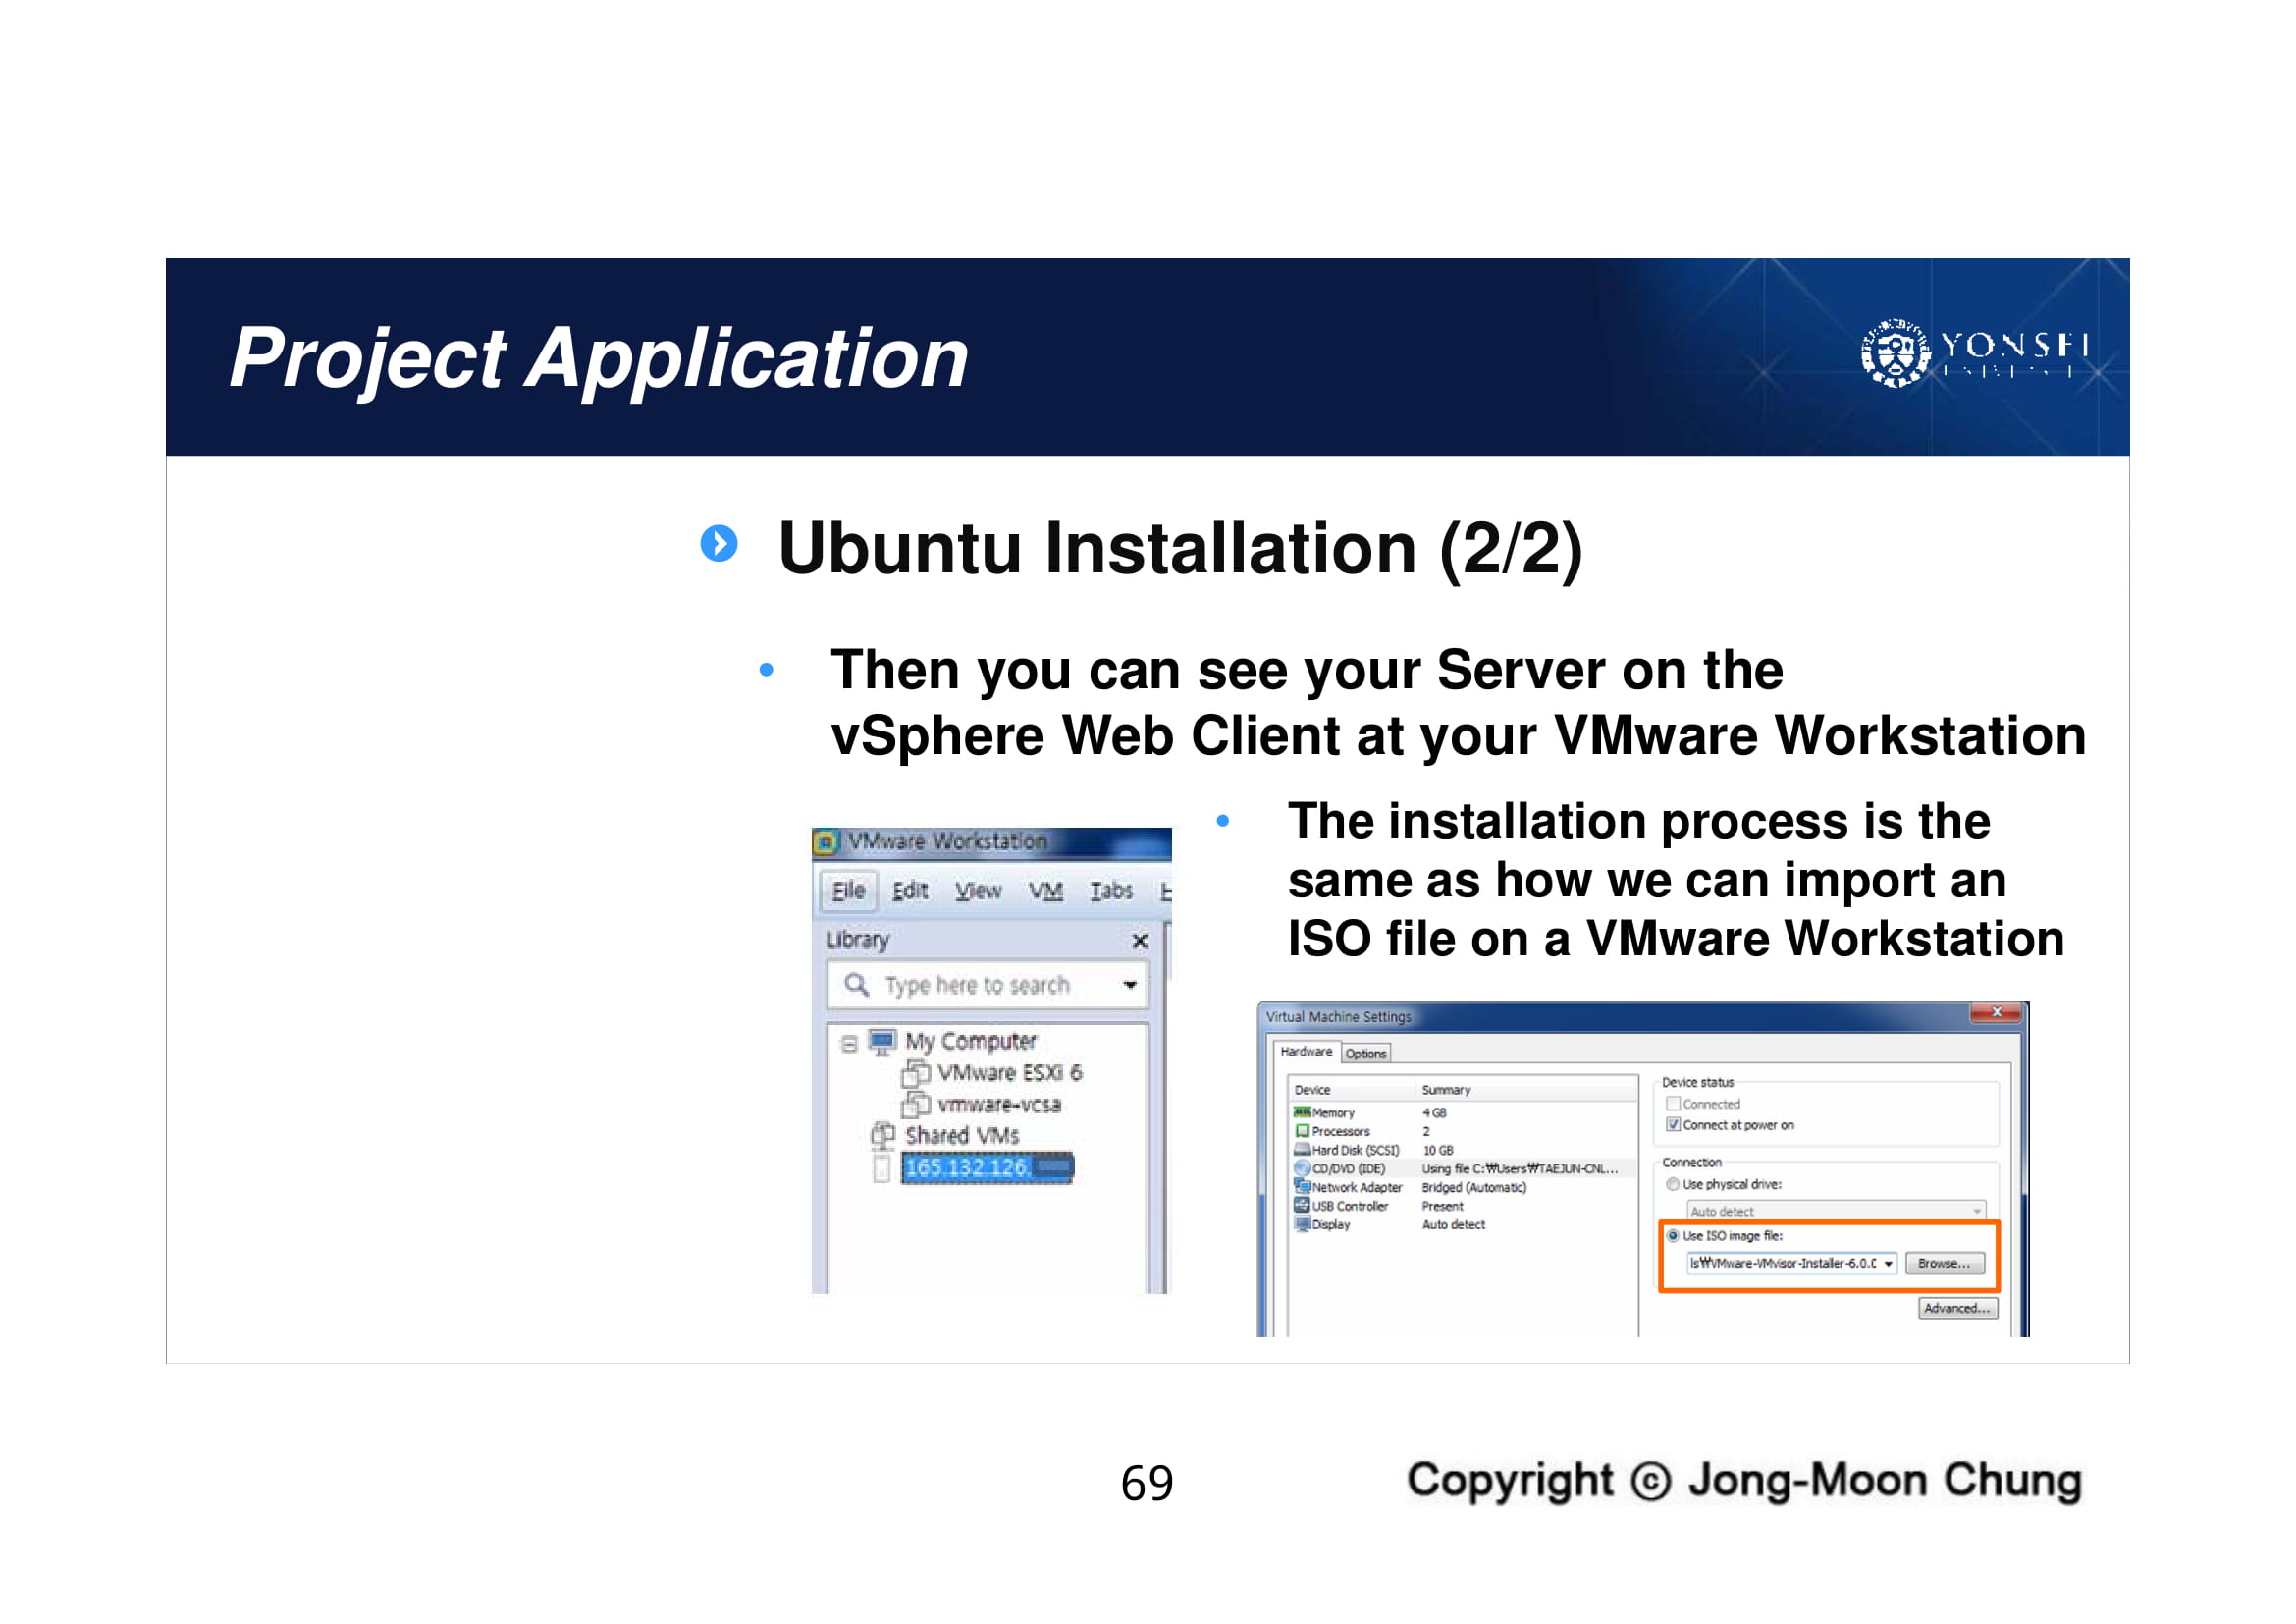 Project Application
YONSEI
Ubuntu Installation (2/2)
• Then you can see your Server on the
vSphere Web Client at your VMware Workstation
• The installation process is the
same as how we can import an
ISO file on a VMware Workstation
VMware Workstation
File Edit View VM Tabs
Library
Type here to search
My Computer
VMware ESXi 6
vmware-vcsa
Shared VMs
165.132.126.
Virtual Machine Settings
Hardware Options
Device Summary
Memory 4 GB
Processors 2
Hard Disk (SCSI) 10 GB
CD/DVD (IDE) Using file C:₩Users₩TAEJUN-CNL...
Network Adapter Bridged (Automatic)
USB Controller Present
Display Auto detect
Device status
Connected
Connect at power on
Connection
Use physical drive:
Auto detect
Use ISO image file:
ls₩VMware-VMvisor-Installer-6.0.0 Browse...
Advanced...
69
Copyright © Jong-Moon Chung